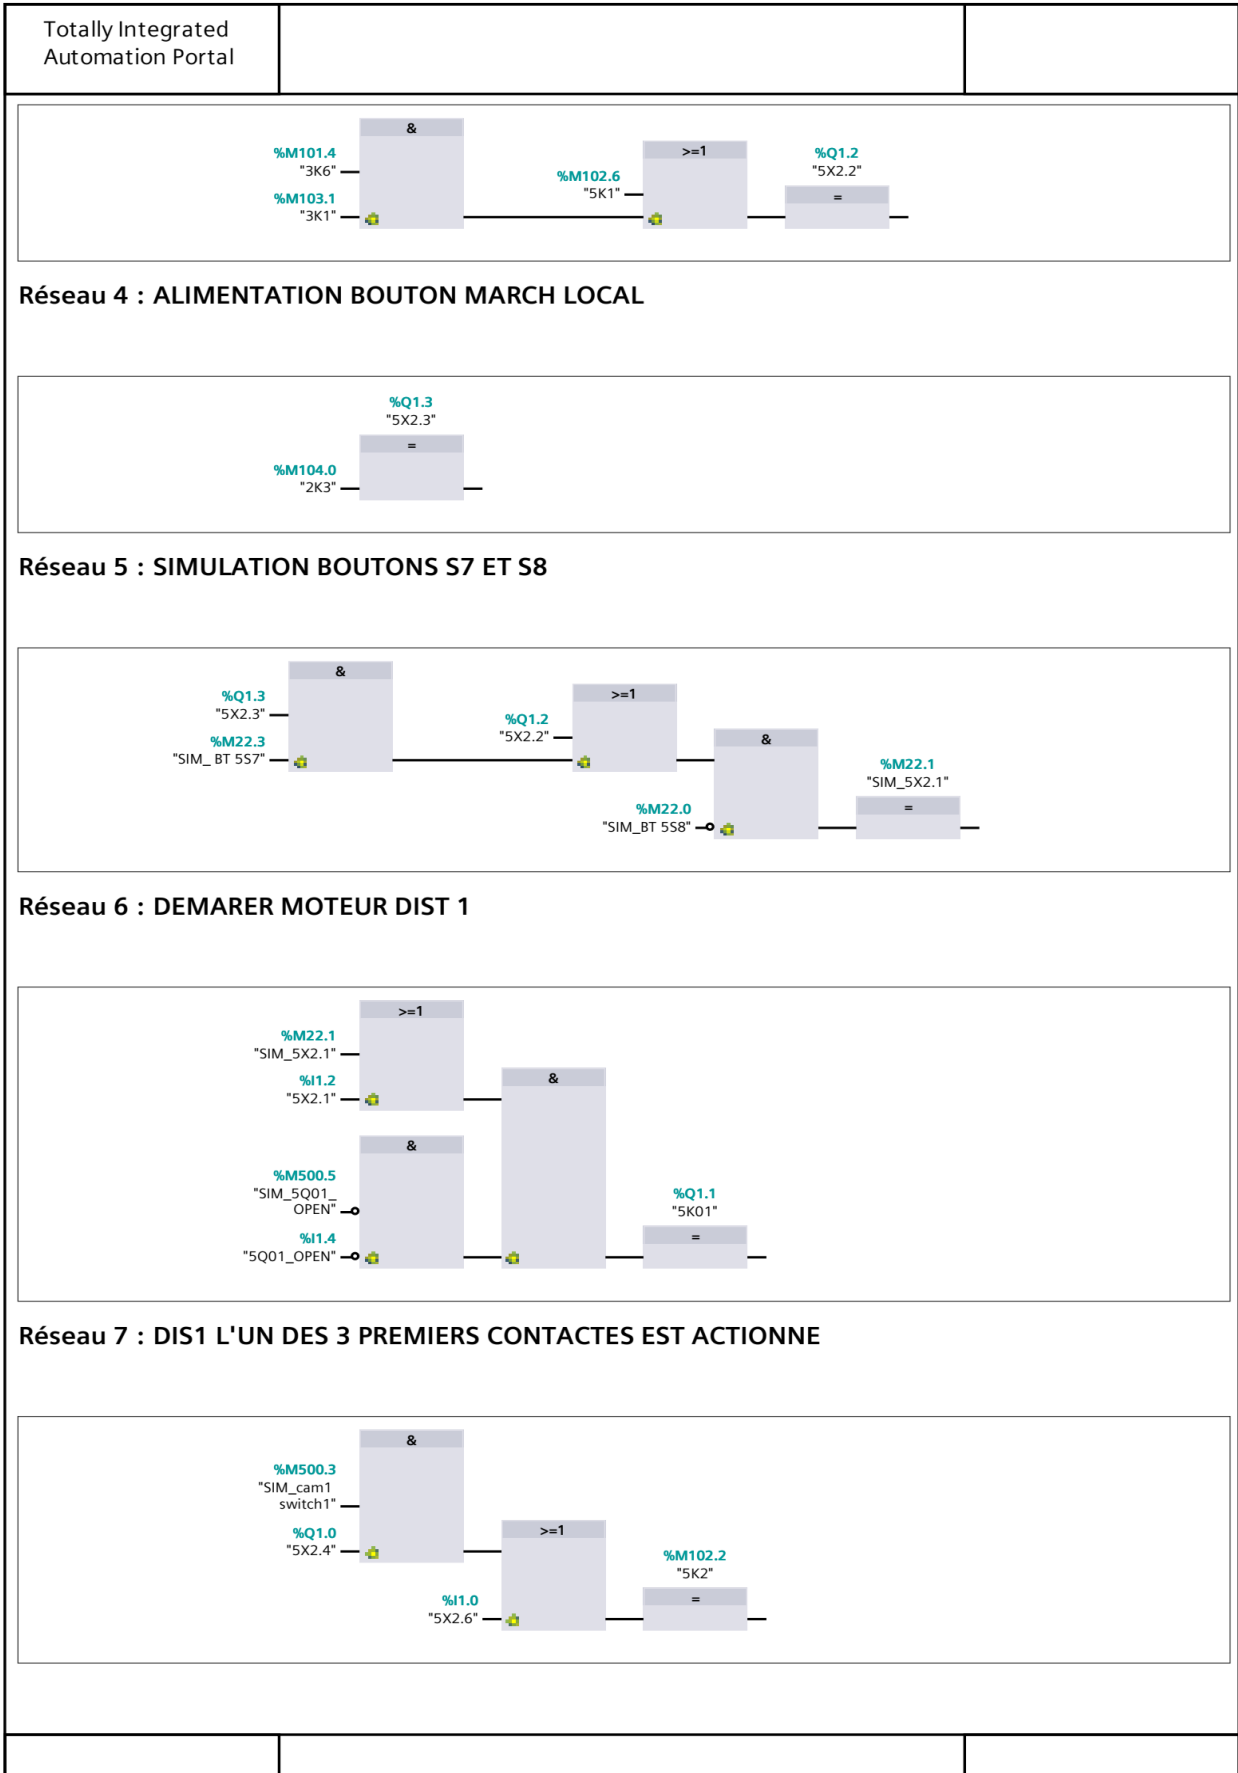 Totally Integrated
Automation Portal
&
%M101.4
"3K6"
%M103.1
"3K1"
>=1
%M102.6
"5K1"
%Q1.2
"5X2.2"
=
Réseau 4 : ALIMENTATION BOUTON MARCH LOCAL
%Q1.3
"5X2.3"
=
%M104.0
"2K3"
Réseau 5 : SIMULATION BOUTONS S7 ET S8
&
%Q1.3
"5X2.3"
%M22.3
"SIM_ BT 5S7"
>=1
%Q1.2
"5X2.2"
&
%M22.0
"SIM_BT 5S8"
%M22.1
"SIM_5X2.1"
=
Réseau 6 : DEMARER MOTEUR DIST 1
>=1
%M22.1
"SIM_5X2.1"
%I1.2
"5X2.1"
&
&
%M500.5
"SIM_5Q01_
OPEN"
%I1.4
"5Q01_OPEN"
%Q1.1
"5K01"
=
Réseau 7 : DIS1 L'UN DES 3 PREMIERS CONTACTES EST ACTIONNE
&
%M500.3
"SIM_cam1
switch1"
%Q1.0
"5X2.4"
>=1
%I1.0
"5X2.6"
%M102.2
"5K2"
=